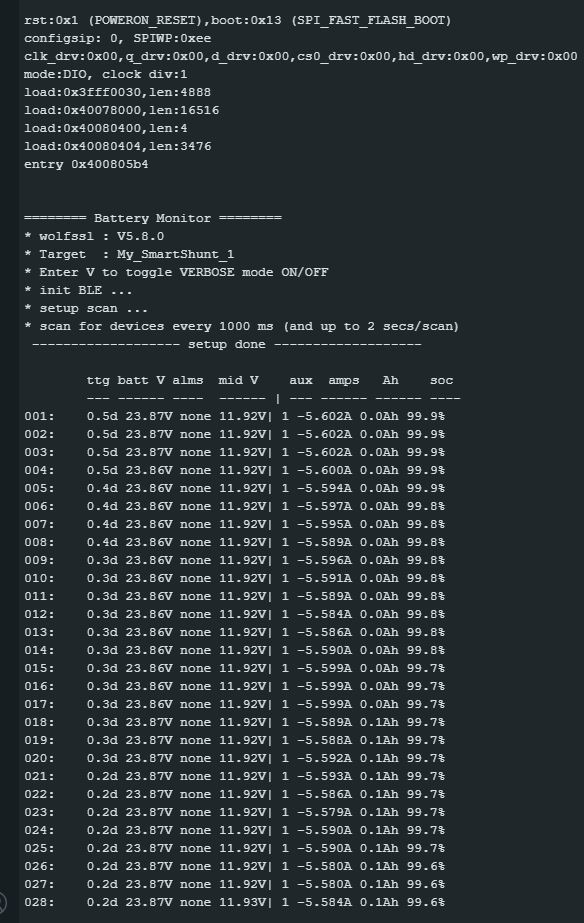 rst:0x1 (POWERON_RESET),boot:0x13 (SPI_FAST_FLASH_BOOT)
configsip: 0, SPIWP:0xee
clk_drv:0x00,q_drv:0x00,d_drv:0x00,cs0_drv:0x00,hd_drv:0x00,wp_drv:0x00
mode:DIO, clock div:1
load:0x3fff0030,len:4888
load:0x40078000,len:16516
load:0x40080400,len:4
load:0x40080404,len:3476
entry 0x400805b4
======== Battery Monitor ========
* wolfssl : V5.8.0
* Target  : My_SmartShunt_1
* Enter V to toggle VERBOSE mode ON/OFF
* init BLE ...
* setup scan ...
* scan for devices every 1000 ms (and up to 2 secs/scan)
------------------- setup done -------------------
ttg batt V alms  mid V    aux  amps   Ah    soc
--- ------ ----  ------ | --- ------ ------ ----
001:    0.5d 23.87V none 11.92V| 1 -5.602A 0.0Ah 99.9%
002:    0.5d 23.87V none 11.92V| 1 -5.602A 0.0Ah 99.9%
003:    0.5d 23.87V none 11.92V| 1 -5.602A 0.0Ah 99.9%
004:    0.5d 23.86V none 11.92V| 1 -5.600A 0.0Ah 99.9%
005:    0.4d 23.86V none 11.92V| 1 -5.594A 0.0Ah 99.9%
006:    0.4d 23.86V none 11.92V| 1 -5.597A 0.0Ah 99.8%
007:    0.4d 23.86V none 11.92V| 1 -5.595A 0.0Ah 99.8%
008:    0.4d 23.86V none 11.92V| 1 -5.589A 0.0Ah 99.8%
009:    0.3d 23.86V none 11.92V| 1 -5.596A 0.0Ah 99.8%
010:    0.3d 23.86V none 11.92V| 1 -5.591A 0.0Ah 99.8%
011:    0.3d 23.86V none 11.92V| 1 -5.589A 0.0Ah 99.8%
012:    0.3d 23.86V none 11.92V| 1 -5.584A 0.0Ah 99.8%
013:    0.3d 23.86V none 11.92V| 1 -5.586A 0.0Ah 99.8%
014:    0.3d 23.86V none 11.92V| 1 -5.590A 0.0Ah 99.8%
015:    0.3d 23.86V none 11.92V| 1 -5.599A 0.0Ah 99.7%
016:    0.3d 23.86V none 11.92V| 1 -5.599A 0.0Ah 99.7%
017:    0.3d 23.86V none 11.92V| 1 -5.599A 0.0Ah 99.7%
018:    0.3d 23.87V none 11.92V| 1 -5.589A 0.1Ah 99.7%
019:    0.3d 23.87V none 11.92V| 1 -5.588A 0.1Ah 99.7%
020:    0.3d 23.87V none 11.92V| 1 -5.592A 0.1Ah 99.7%
021:    0.2d 23.87V none 11.92V| 1 -5.593A 0.1Ah 99.7%
022:    0.2d 23.87V none 11.92V| 1 -5.586A 0.1Ah 99.7%
023:    0.2d 23.87V none 11.92V| 1 -5.579A 0.1Ah 99.7%
024:    0.2d 23.87V none 11.92V| 1 -5.590A 0.1Ah 99.7%
025:    0.2d 23.87V none 11.92V| 1 -5.590A 0.1Ah 99.7%
026:    0.2d 23.87V none 11.92V| 1 -5.580A 0.1Ah 99.6%
027:    0.2d 23.87V none 11.92V| 1 -5.580A 0.1Ah 99.6%
028:    0.2d 23.87V none 11.93V| 1 -5.584A 0.1Ah 99.6%